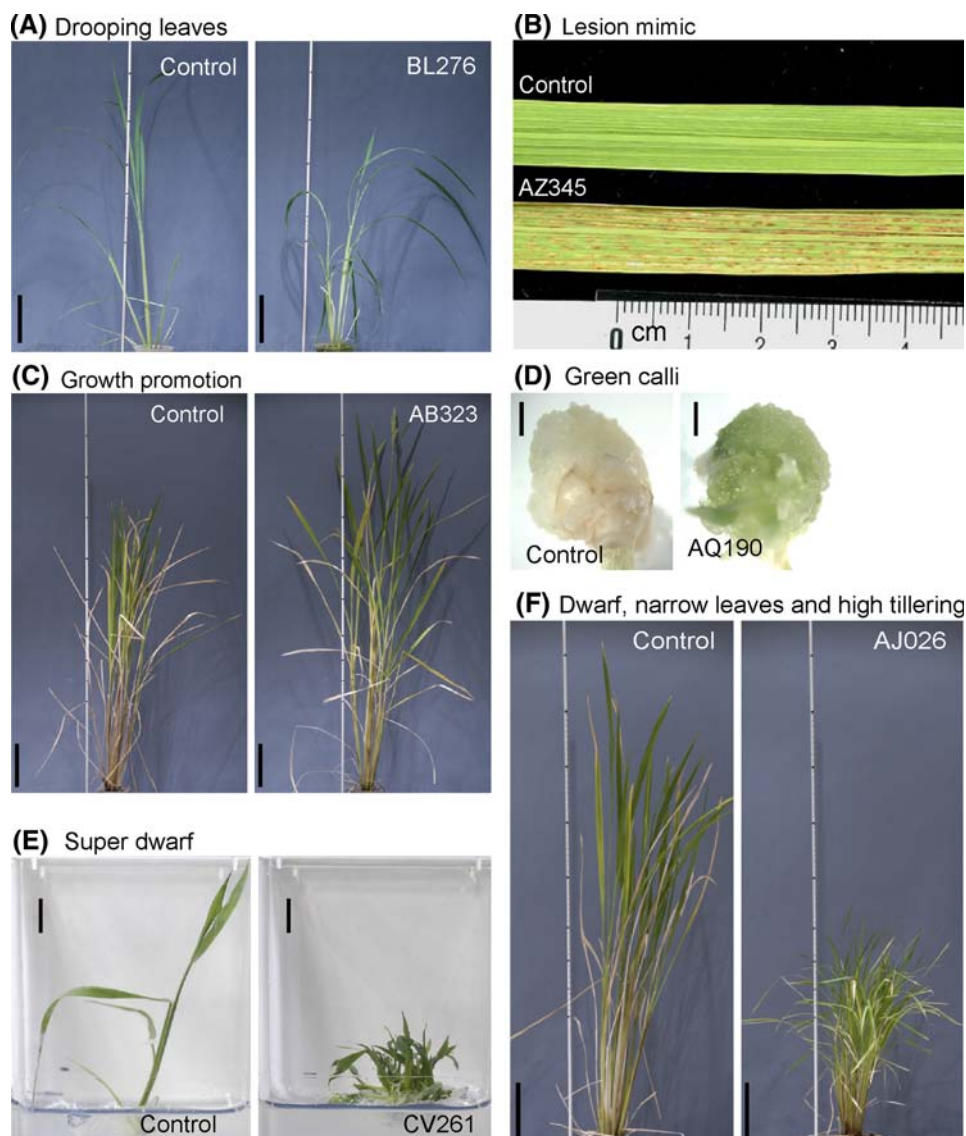 (A) Drooping leaves
Control
BL276
(B) Lesion mimic
Control
AZ345
0 cm 1 2 3 4
(C) Growth promotion
Control
AB323
(D) Green calli
Control
AQ190
(E) Super dwarf
Control
CV261
(F) Dwarf, narrow leaves and high tillering
Control
AJ026